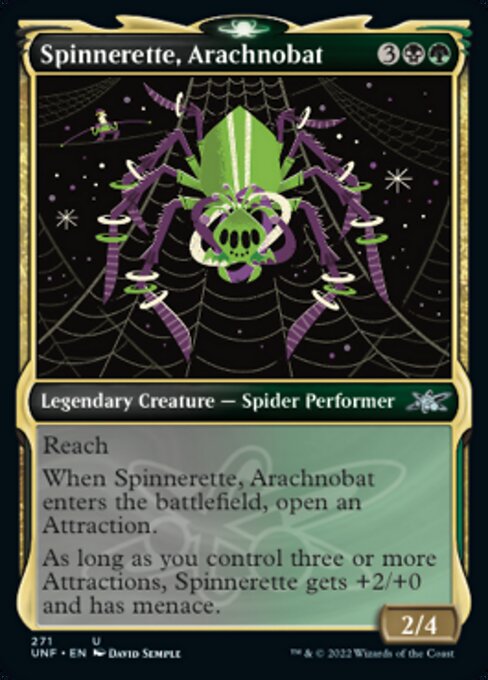 Spinnerette, Arachnobat 3
Legendary Creature — Spider Performer
Reach
When Spinnerette, Arachnobat
enters the battlefield, open an
Attraction.
As long as you control three or more
Attractions, Spinnerette gets +2/+0
and has menace.
2/4
271 U
UNF • EN DAVID SEMPLE
™ & © 2022 Wizards of the Coast